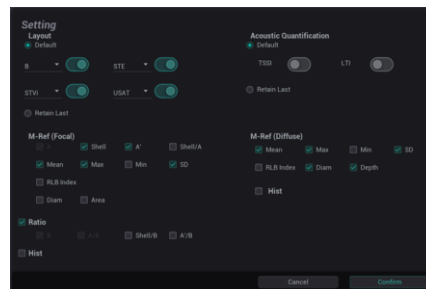 Setting
Layout
Default
B
STE
STVi
USAT
Retain Last
Acoustic Quantification
Default
TSSI
LTI
Retain Last
M-Ref (Focal)
A
Shell
A'
Shell/A
Mean
Max
Min
SD
RLB Index
Diam
Area
Ratio
Shell/B
A'/B
Hist
M-Ref (Diffuse)
Mean
Max
Min
SD
RLB Index
Diam
Depth
Hist
Cancel
Confirm